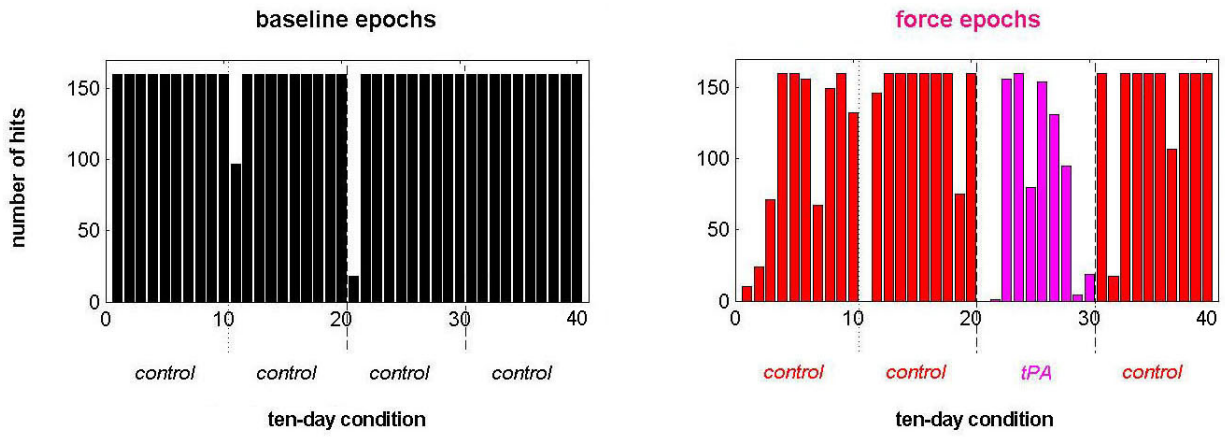 baseline epochs
number of hits
150
100
50
0
0 10 20 30 40
control control control control
ten-day condition
force epochs
150
100
50
0
0 10 20 30 40
control control tPA control
ten-day condition